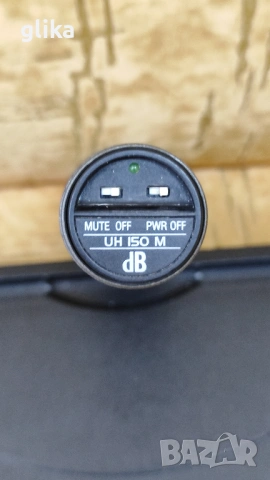 glika
MUTE OFF PWR OFF
UH 150 M
dB
BAZAR